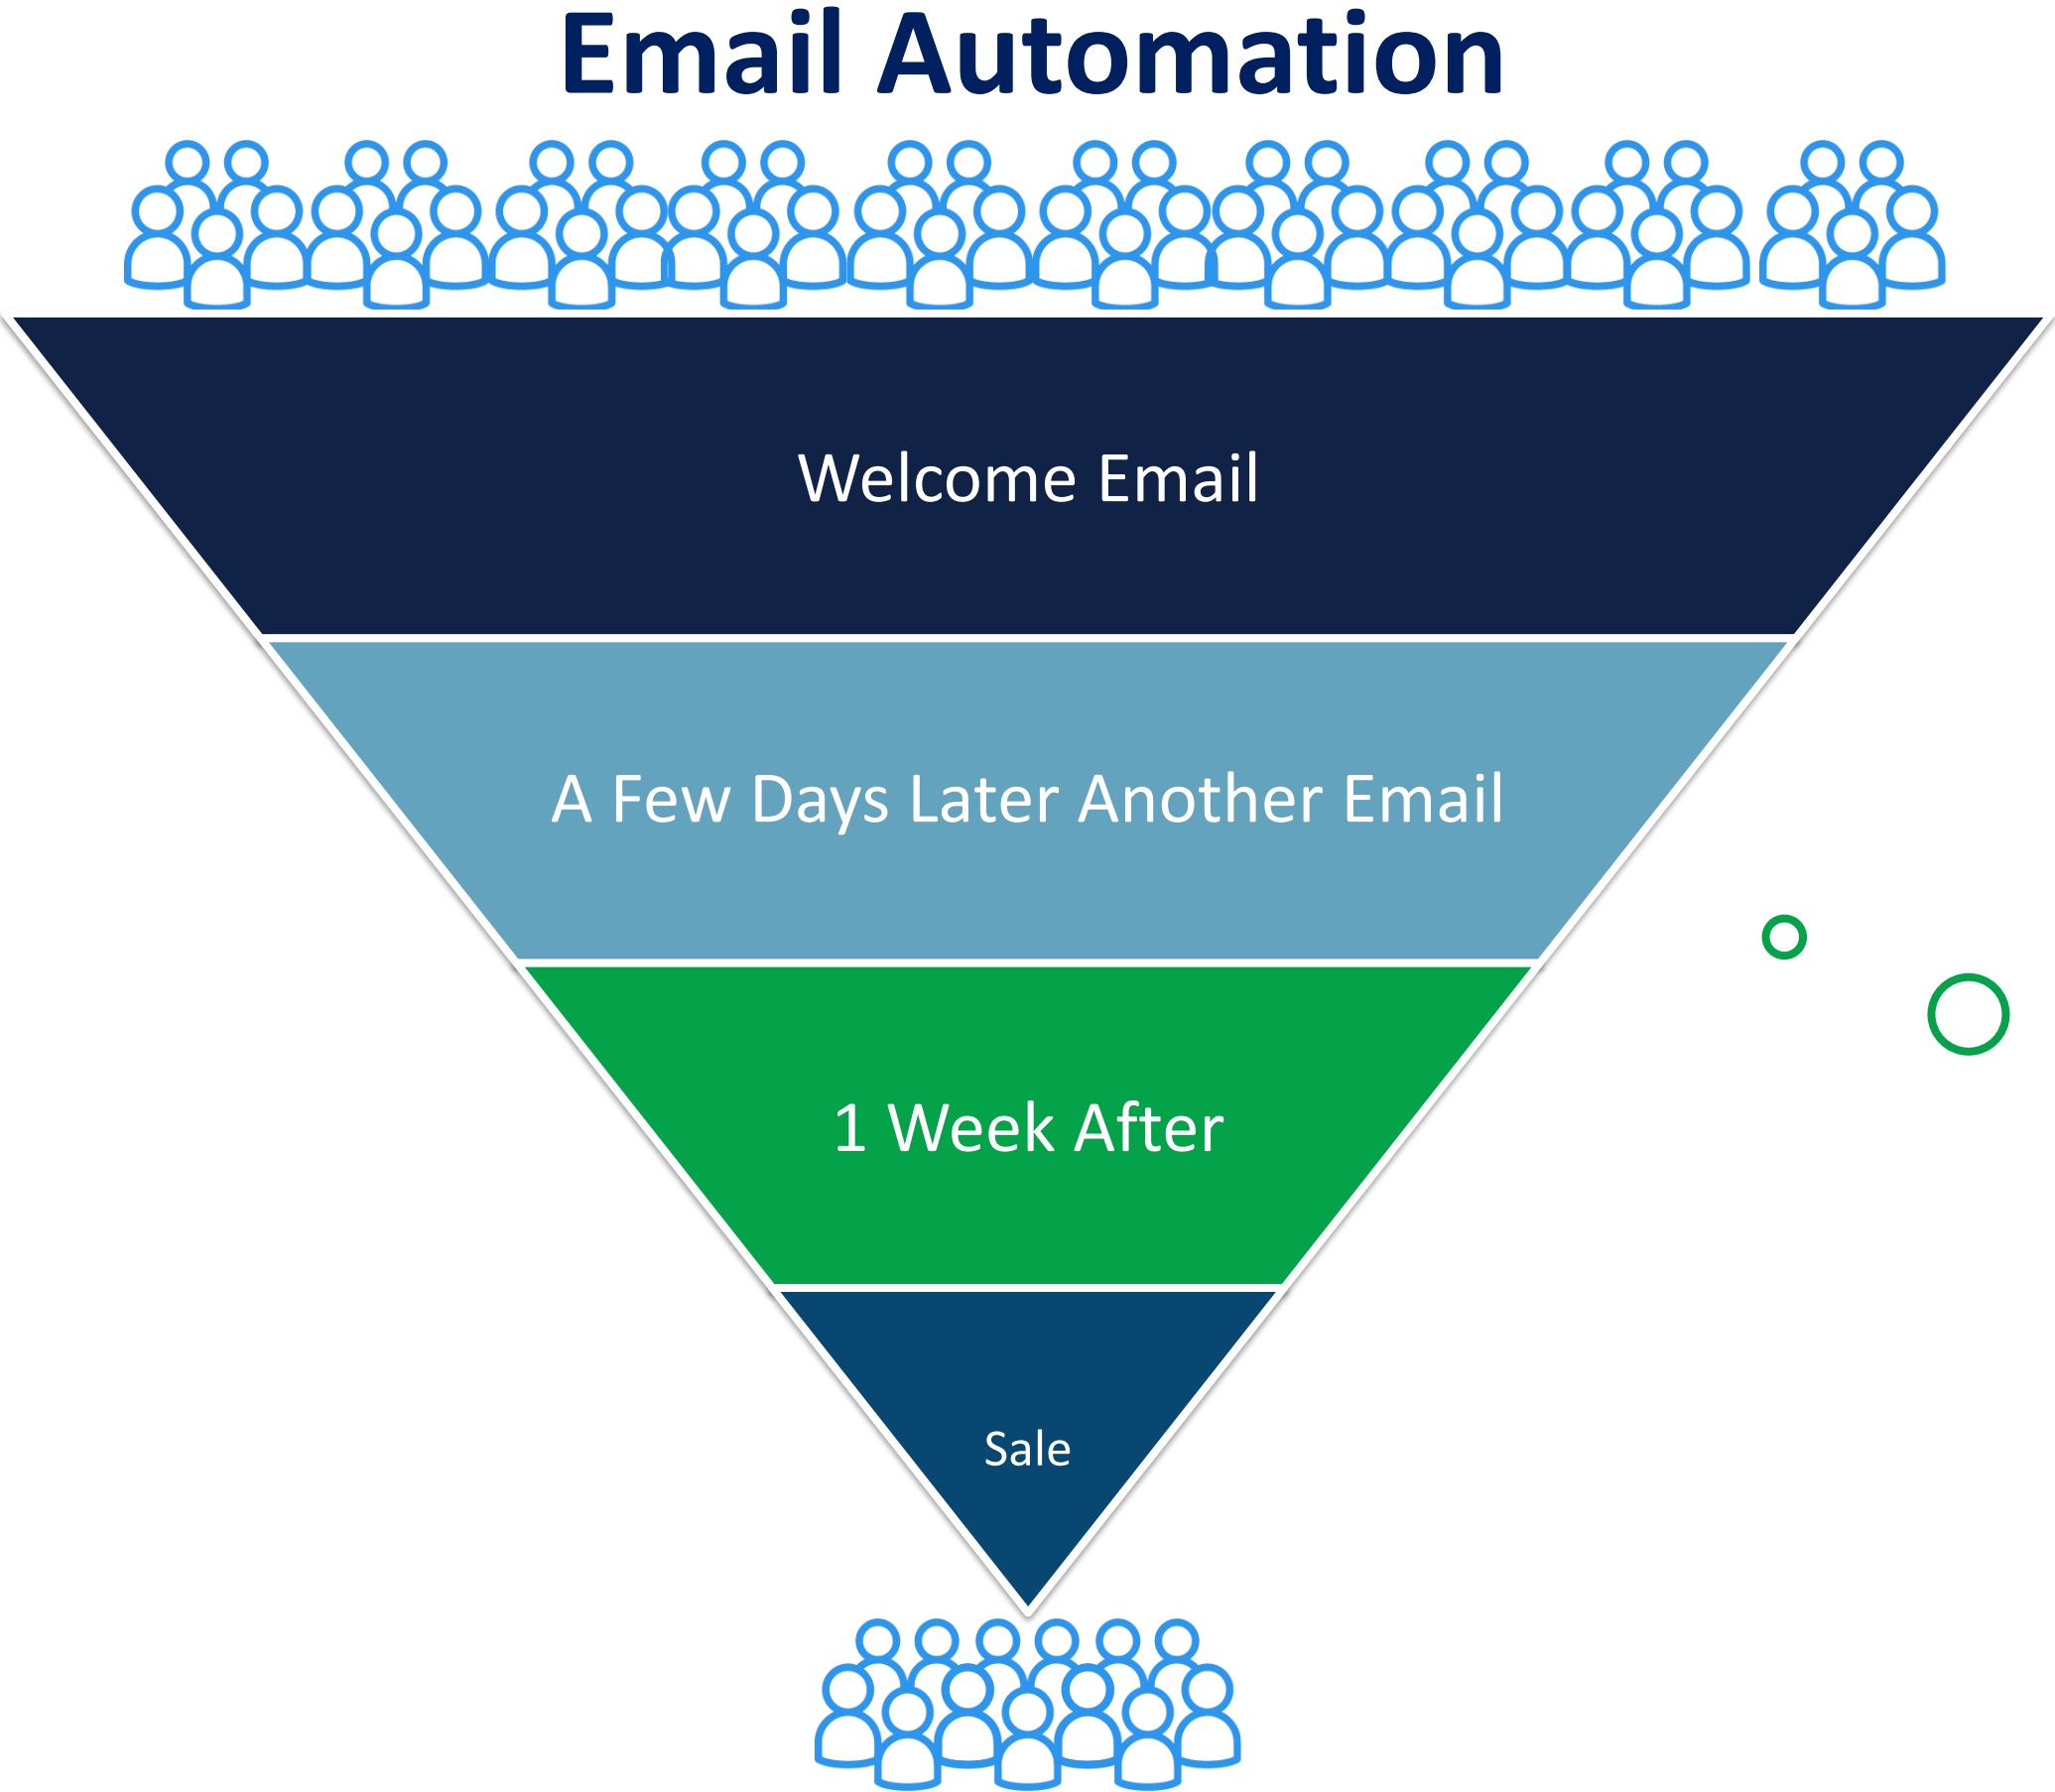 Email Automation
Welcome Email
A Few Days Later Another Email
1 Week After
Sale